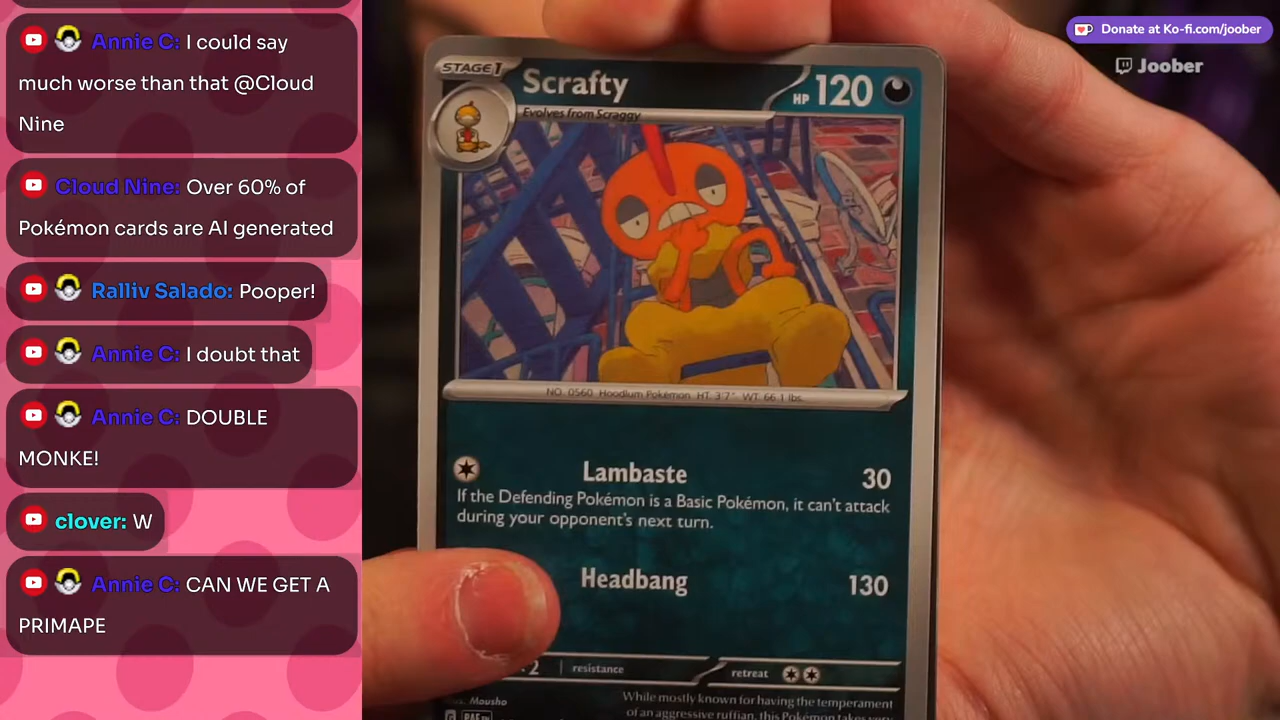 Annie C: I could say
much worse than that @Cloud
Nine
Cloud Nine: Over 60% of
Pokémon cards are AI generated
Ralliv Salado: Pooper!
Annie C: I doubt that
Annie C: DOUBLE
MONKE!
clover: W
Annie C: CAN WE GET A
PRIMAPE
Donate at Ko-fi.com/joober
Joober
STAGE 1
Scrafty
HP 120
Evolves from Scraggy
NO. 0560 Hoodlum Pokémon HT: 3'7" WT: 66.1 lbs.
Lambaste 30
If the Defending Pokémon is a Basic Pokémon, it can't attack
during your opponent's next turn.
Headbang 130
2 resistance retreat
Mousho
While mostly known for having the temperament
of an aggressive ruffian, this Pokémon takes very
G PAF EN